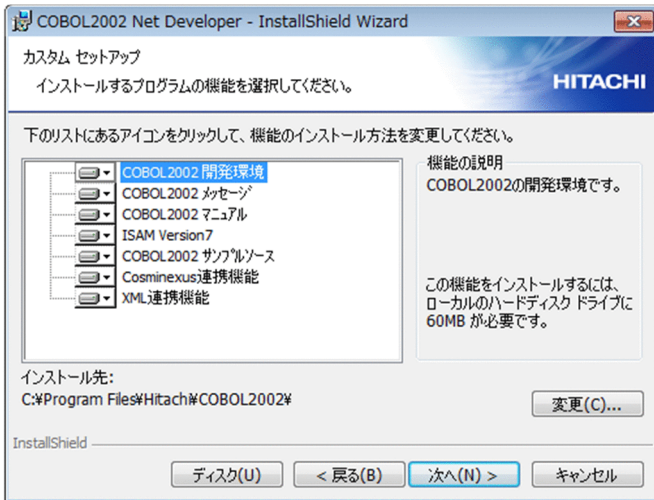 COBOL2002 Net Developer - InstallShield Wizard
カスタム セットアップ
インストールするプログラムの機能を選択してください。
HITACHI
下のリストにあるアイコンをクリックして、機能のインストール方法を変更してください。
COBOL2002 開発環境
COBOL2002 メッセージ
COBOL2002 マニュアル
ISAM Version7
COBOL2002 サンプルソース
Cosminexus連携機能
XML連携機能
機能の説明
COBOL2002の開発環境です。
この機能をインストールするには、
ローカルのハードディスク ドライブに
60MB が必要です。
インストール先:
C:¥Program Files¥Hitach¥COBOL2002¥
変更(C)...
InstallShield
ディスク(U)
< 戻る(B)
次へ(N) >
キャンセル